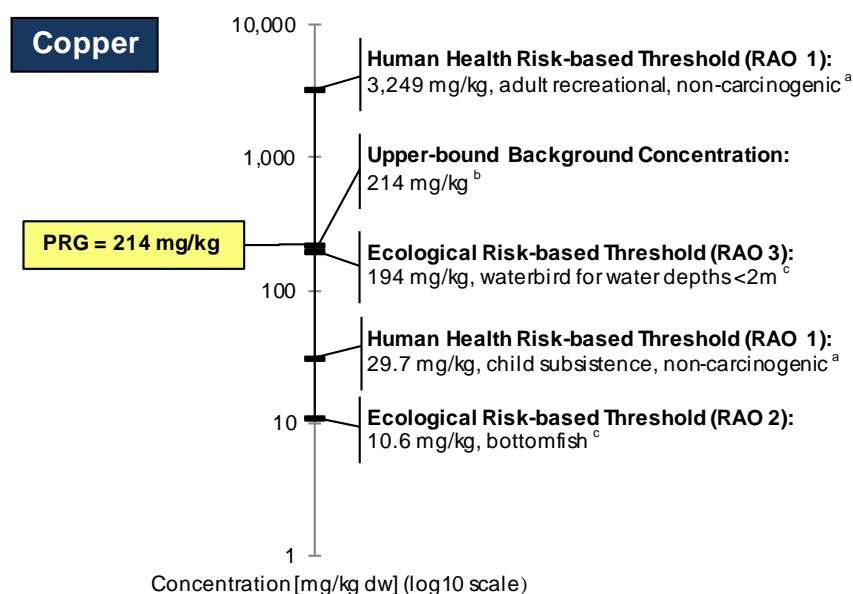 Copper
10,000
Human Health Risk-based Threshold (RAO 1):
3,249 mg/kg, adult recreational, non-carcinogenic a
1,000
Upper-bound Background Concentration:
214 mg/kg b
PRG = 214 mg/kg
Ecological Risk-based Threshold (RAO 3):
194 mg/kg, waterbird for water depths <2m c
100
Human Health Risk-based Threshold (RAO 1):
29.7 mg/kg, child subsistence, non-carcinogenic a
10
Ecological Risk-based Threshold (RAO 2):
10.6 mg/kg, bottomfish c
1
Concentration [mg/kg dw] (log10 scale)